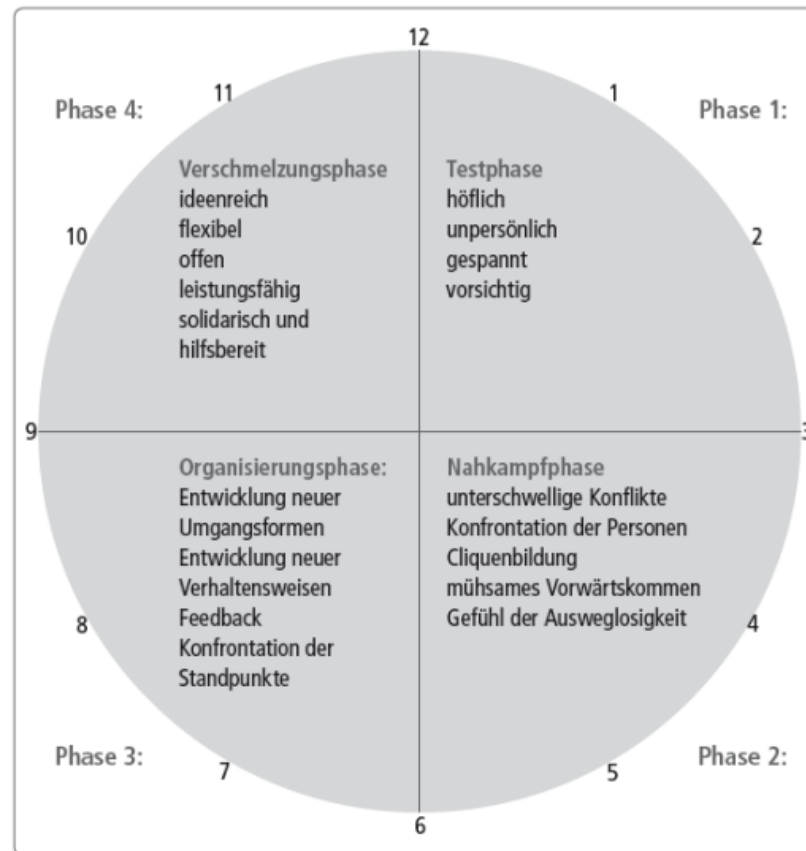 12
11
1
Phase 4:
Phase 1:
Verschmelzungsphase
ideenreich
flexibel
offen
leistungsfähig
solidarisch und
hilfsbereit
Testphase
höflich
unpersönlich
gespannt
vorsichtig
10
2
9
3
Organisierungsphase:
Entwicklung neuer
Umgangsformen
Entwicklung neuer
Verhaltensweisen
Feedback
Konfrontation der
Standpunkte
Nahkampfphase
unterschwellige Konflikte
Konfrontation der Personen
Cliquenbildung
mühsames Vorwärtskommen
Gefühl der Ausweglosigkeit
8
4
Phase 3:
Phase 2:
7
5
6